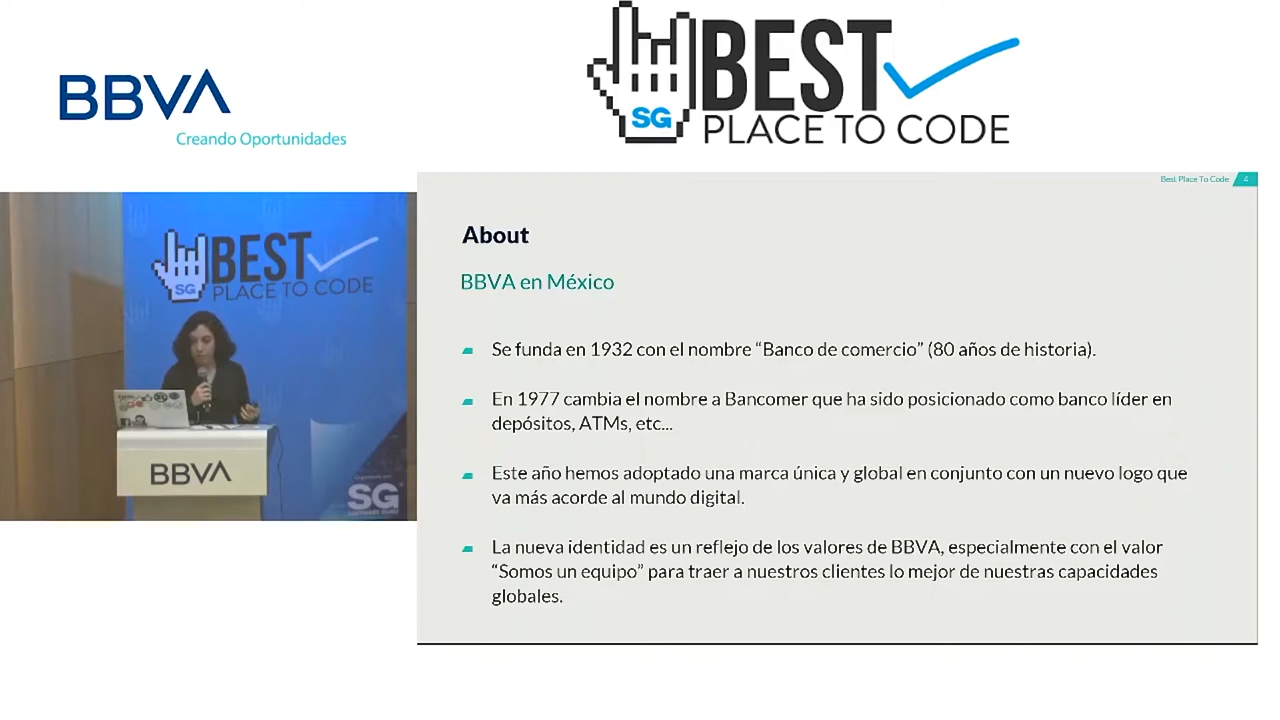 BBVA
Creando Oportunidades
SG
BEST
PLACE TO CODE
Best Place To Code
4
About
BBVA en México
Se funda en 1932 con el nombre “Banco de comercio” (80 años de historia).
En 1977 cambia el nombre a Bancomer que ha sido posicionado como banco líder en
depósitos, ATMs, etc...
Este año hemos adoptado una marca única y global en conjunto con un nuevo logo que
va más acorde al mundo digital.
La nueva identidad es un reflejo de los valores de BBVA, especialmente con el valor
“Somos un equipo” para traer a nuestros clientes lo mejor de nuestras capacidades
globales.
BEST
SG
PLACE TO CODE
BBVA
SG